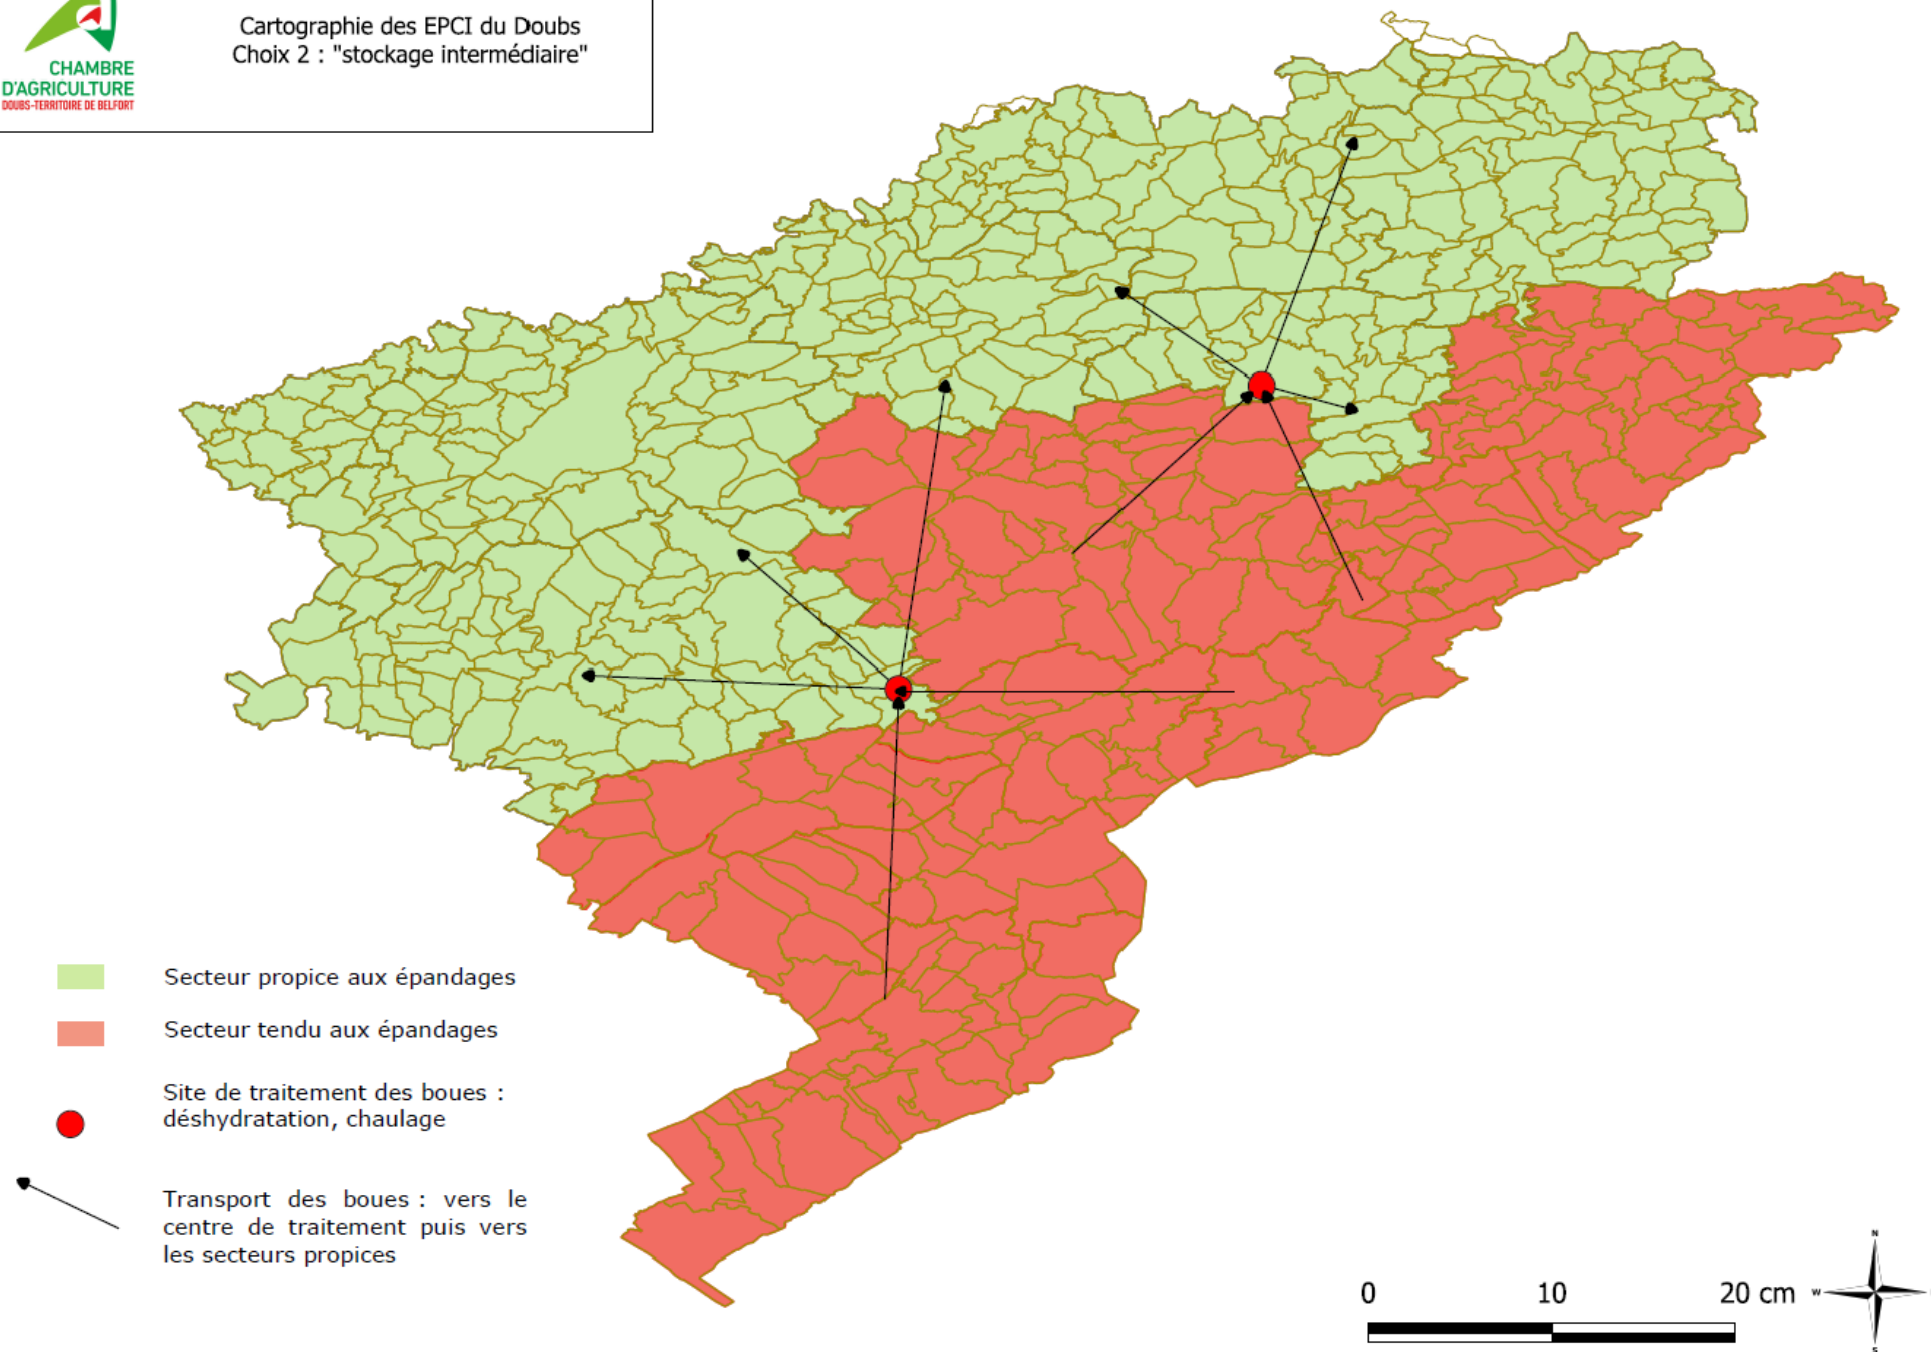 CHAMBRE
D'AGRICULTURE
DOUBS-TERRITOIRE DE BELFORT
Cartographie des EPCI du Doubs
Choix 2 : "stockage intermédiaire"
Secteur propice aux épandages
Secteur tendu aux épandages
Site de traitement des boues :
déshydratation, chaulage
Transport des boues : vers le
centre de traitement puis vers
les secteurs propices
0 10 20 cm
N
W
S